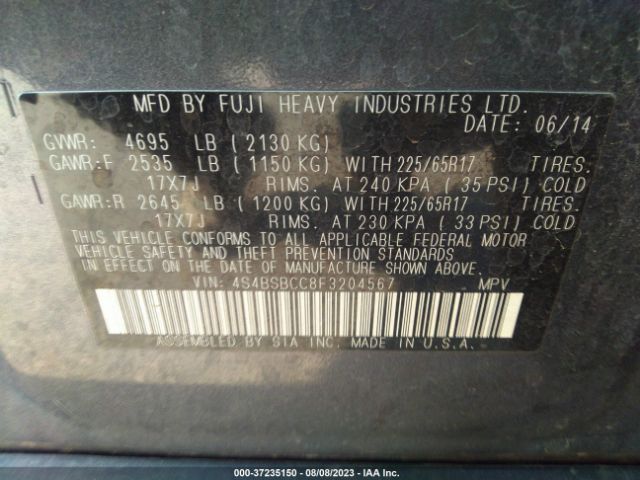 MFD BY FUJI HEAVY INDUSTRIES LTD.
DATE: 06/14
GVWR: 4695 LB ( 2130 KG)
GAWR:F 2535 LB ( 1150 KG) WITH 225/65R17 TIRES.
17X7J RIMS. AT 240 KPA ( 35 PSI) COLD
GAWR:R 2645 LB ( 1200 KG) WITH 225/65R17 TIRES.
17X7J RIMS. AT 230 KPA ( 33 PSI) COLD
THIS VEHICLE CONFORMS TO ALL APPLICABLE FEDERAL MOTOR
VEHICLE SAFETY AND THEFT PREVENTION STANDARDS
IN EFFECT ON THE DATE OF MANUFACTURE SHOWN ABOVE.
VIN: 4S4BSBCC8F3204567 MPV
ASSEMBLED BY SIA INC. MADE IN U.S.A.
000-37235150 - 08/08/2023 - IAA Inc.